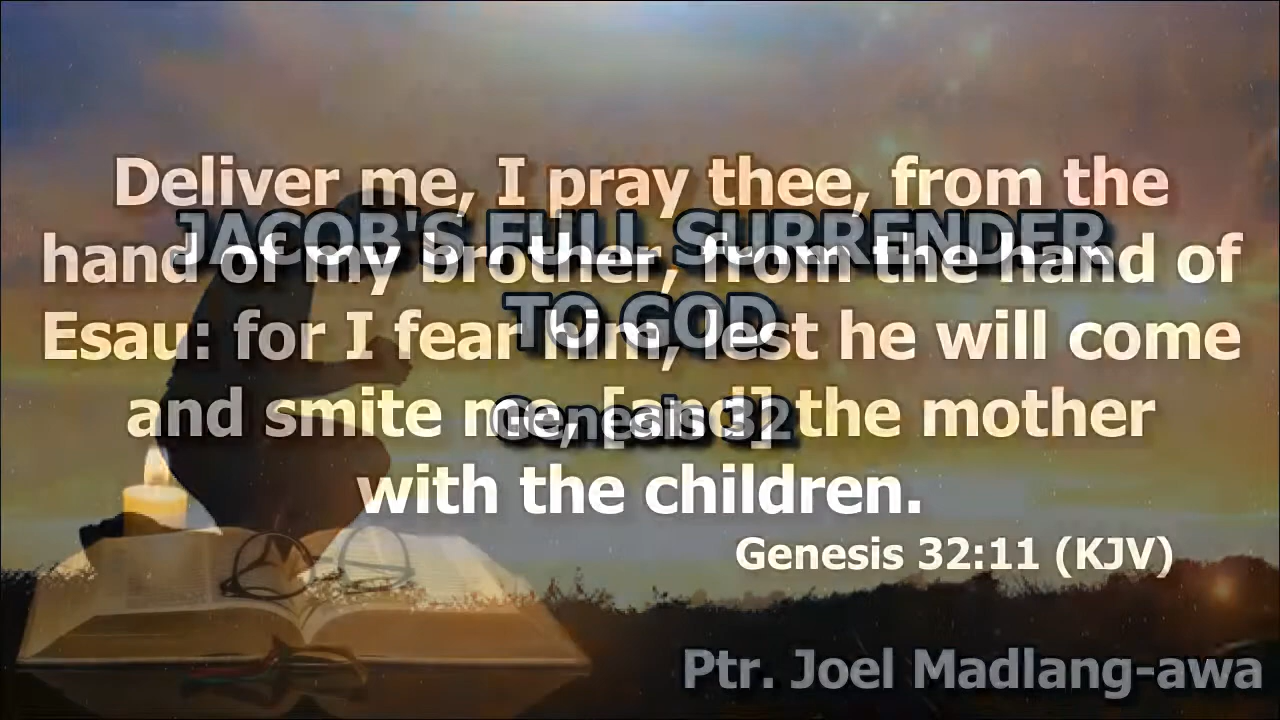 Deliver me, I pray thee, from the
JACOB'S FULL SURRENDER
hand of my brother, from the hand of
TO GOD
Esau: for I fear him, lest he will come
and smite me, [and] the mother
Genesis 32
with the children.
Genesis 32:11 (KJV)
Ptr. Joel Madlang-awa